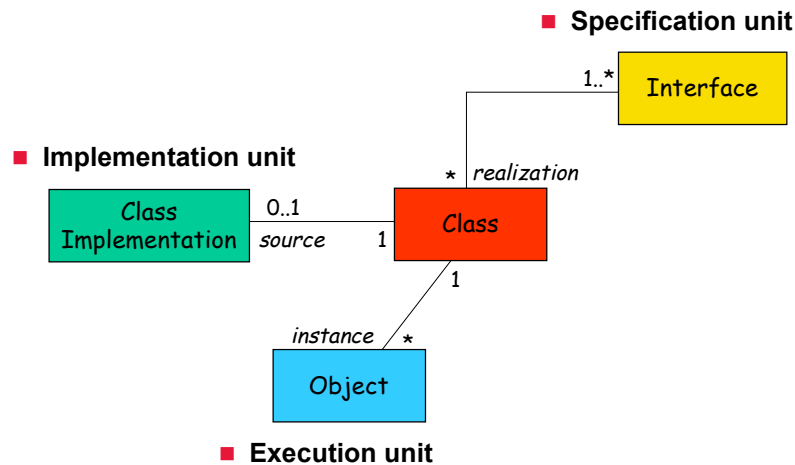 Specification unit
1..*
Interface
Implementation unit
* realization
Class
Implementation
0..1
source
1
Class
1
instance
*
Object
Execution unit